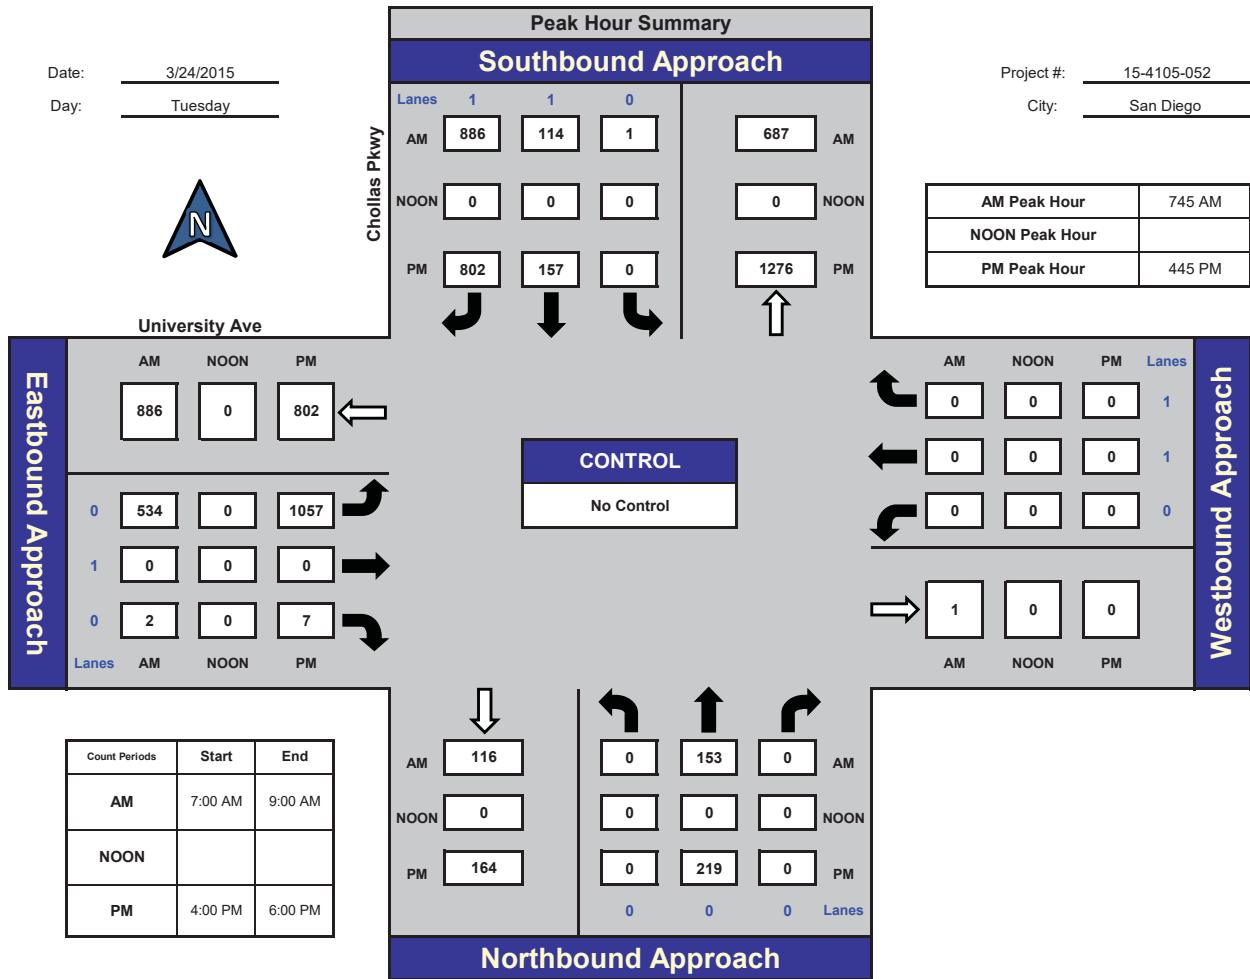 Peak Hour Summary
Southbound Approach
Date: 3/24/2015
Day: Tuesday
Project #: 15-4105-052
City: San Diego
Chollas Pkwy
Lanes 1 1 0
AM 886 114 1 687 AM
NOON 0 0 0 0 NOON
PM 802 157 0 1276 PM
N
AM Peak Hour 745 AM
NOON Peak Hour
PM Peak Hour 445 PM
University Ave
Eastbound Approach
AM NOON PM
886 0 802
0 534 0 1057
1 0 0 0
0 2 0 7
Lanes AM NOON PM
CONTROL
No Control
Westbound Approach
AM NOON PM Lanes
0 0 0 1
0 0 0 1
0 0 0 0
1 0 0
AM NOON PM
Count Periods Start End
AM 7:00 AM 9:00 AM
NOON
PM 4:00 PM 6:00 PM
AM 116 0 153 0 AM
NOON 0 0 0 0 NOON
PM 164 0 219 0 PM
0 0 0 Lanes
Northbound Approach